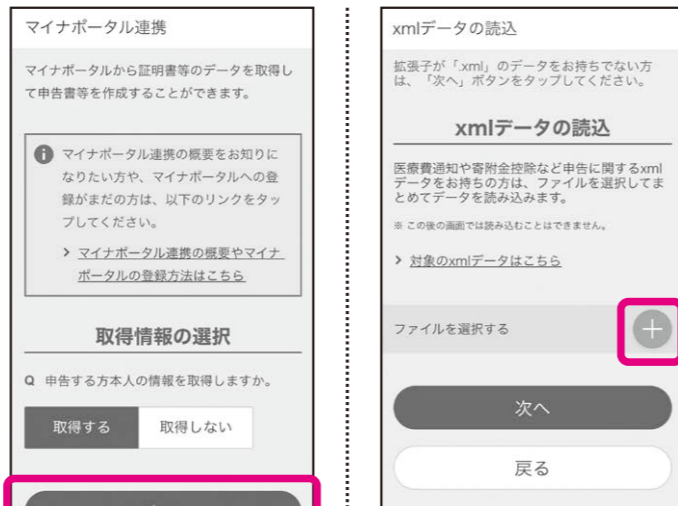 マイナポータル連携
マイナポータルから証明書等のデータを取得し
て申告書等を作成することができます。
マイナポータル連携の概要をお知りに
なりたい方や、マイナポータルへの登
録がまだの方は、以下のリンクをタッ
プしてください。
> マイナポータル連携の概要やマイナ
ポータルの登録方法はこちら
取得情報の選択
Q 申告する方本人の情報を取得しますか。
取得する 取得しない
xmlデータの読込
拡張子が「.xml」のデータをお持ちでない方
は、「次へ」ボタンをタップしてください。
xmlデータの読込
医療費通知や寄附金控除など申告に関するxml
データをお持ちの方は、ファイルを選択してま
とめてデータを読み込みます。
※ この後の画面では読み込むことはできません。
> 対象のxmlデータはこちら
ファイルを選択する
次へ
戻る